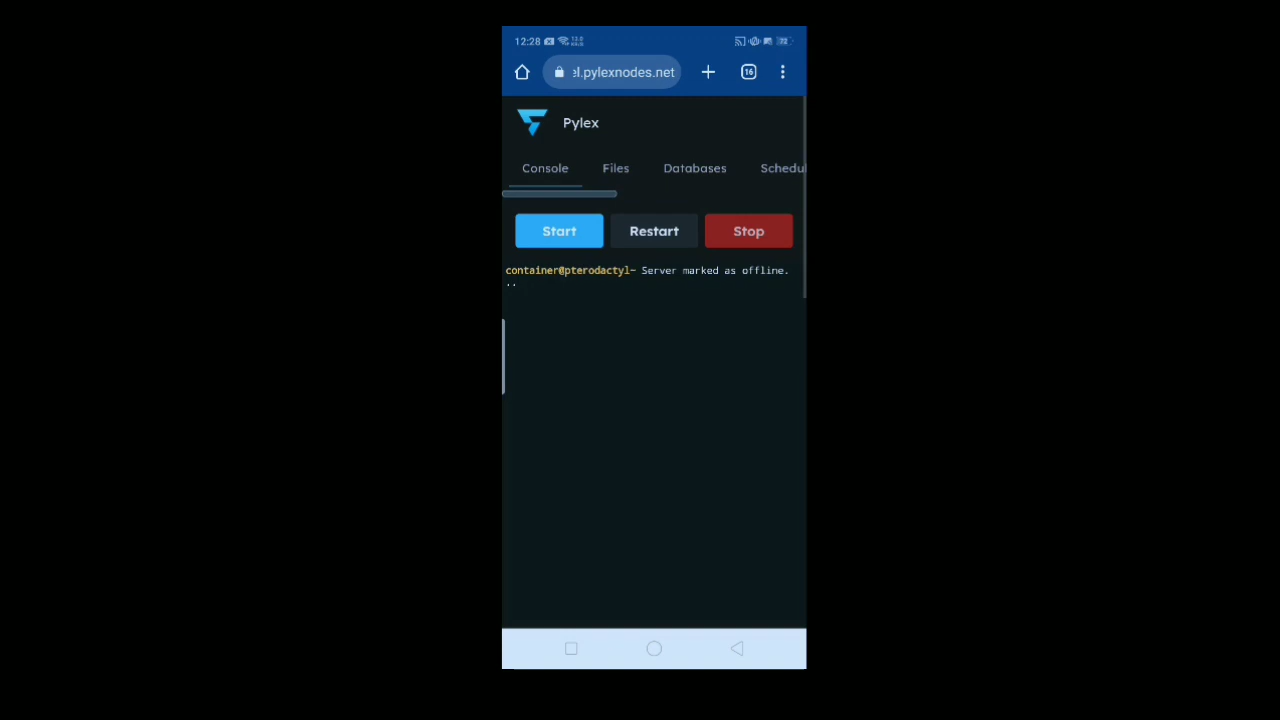 12:28
el.pylexnodes.net
16
Pylex
Console Files Databases Schedul
Start Restart Stop
container@pterodactyl~ Server marked as offline.
..